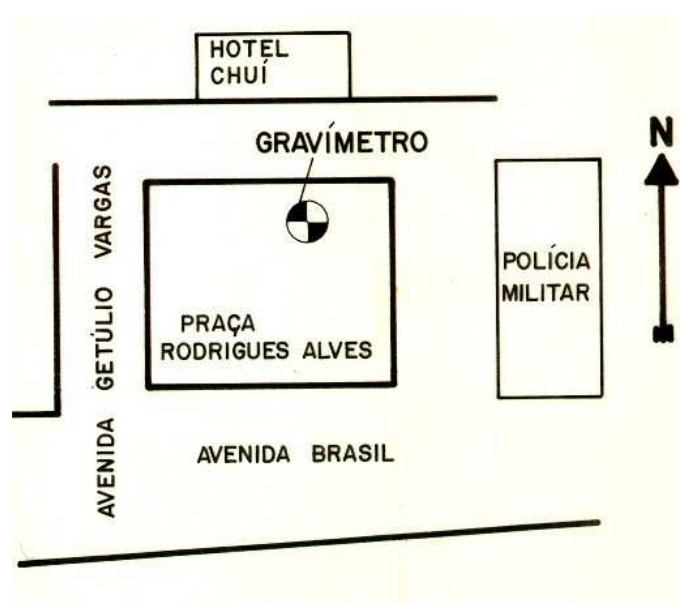 HOTEL
CHUÍ
GRAVÍMETRO
N
AVENIDA GETÚLIO VARGAS
POLÍCIA
MILITAR
PRAÇA
RODRIGUES ALVES
AVENIDA BRASIL